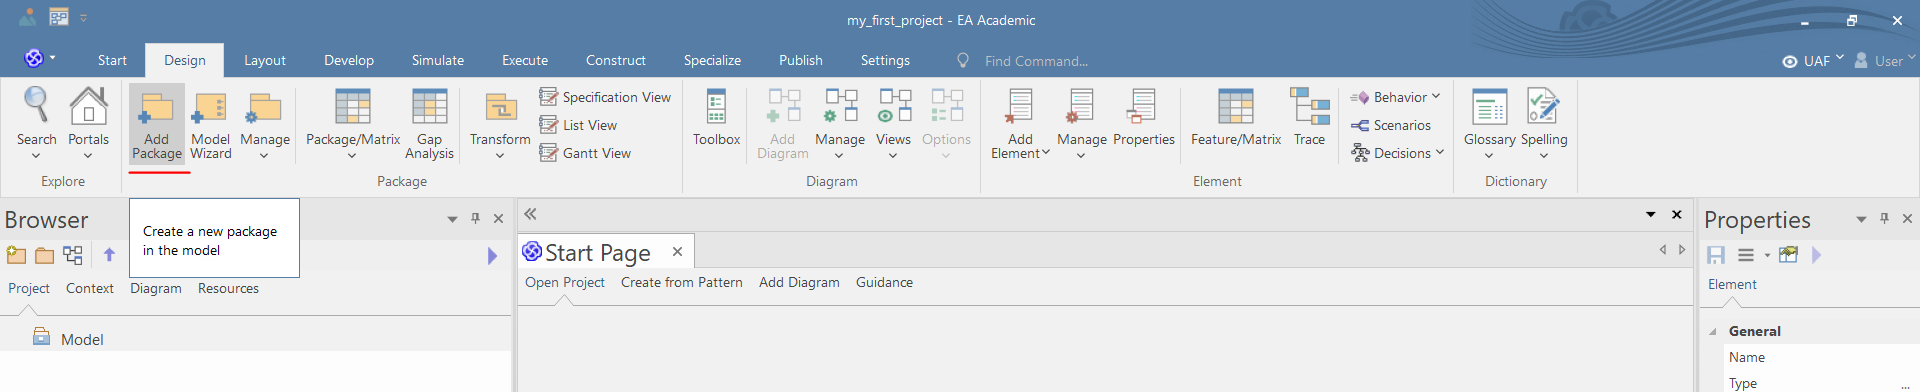 my_first_project - EA Academic
Start Design Layout Develop Simulate Execute Construct Specialize Publish Settings Find Command... UAF User
Search Portals Add Package Model Wizard Manage Package/Matrix Gap Analysis Transform Specification View List View Gantt View Toolbox Add Diagram Manage Views Options Add Element Manage Properties Feature/Matrix Trace Behavior Scenarios Decisions Glossary Spelling
Explore Package Diagram Element Dictionary
Browser
Create a new package
in the model
Project Context Diagram Resources
Model
Start Page
Open Project Create from Pattern Add Diagram Guidance
Properties
Element
General
Name
Type ...